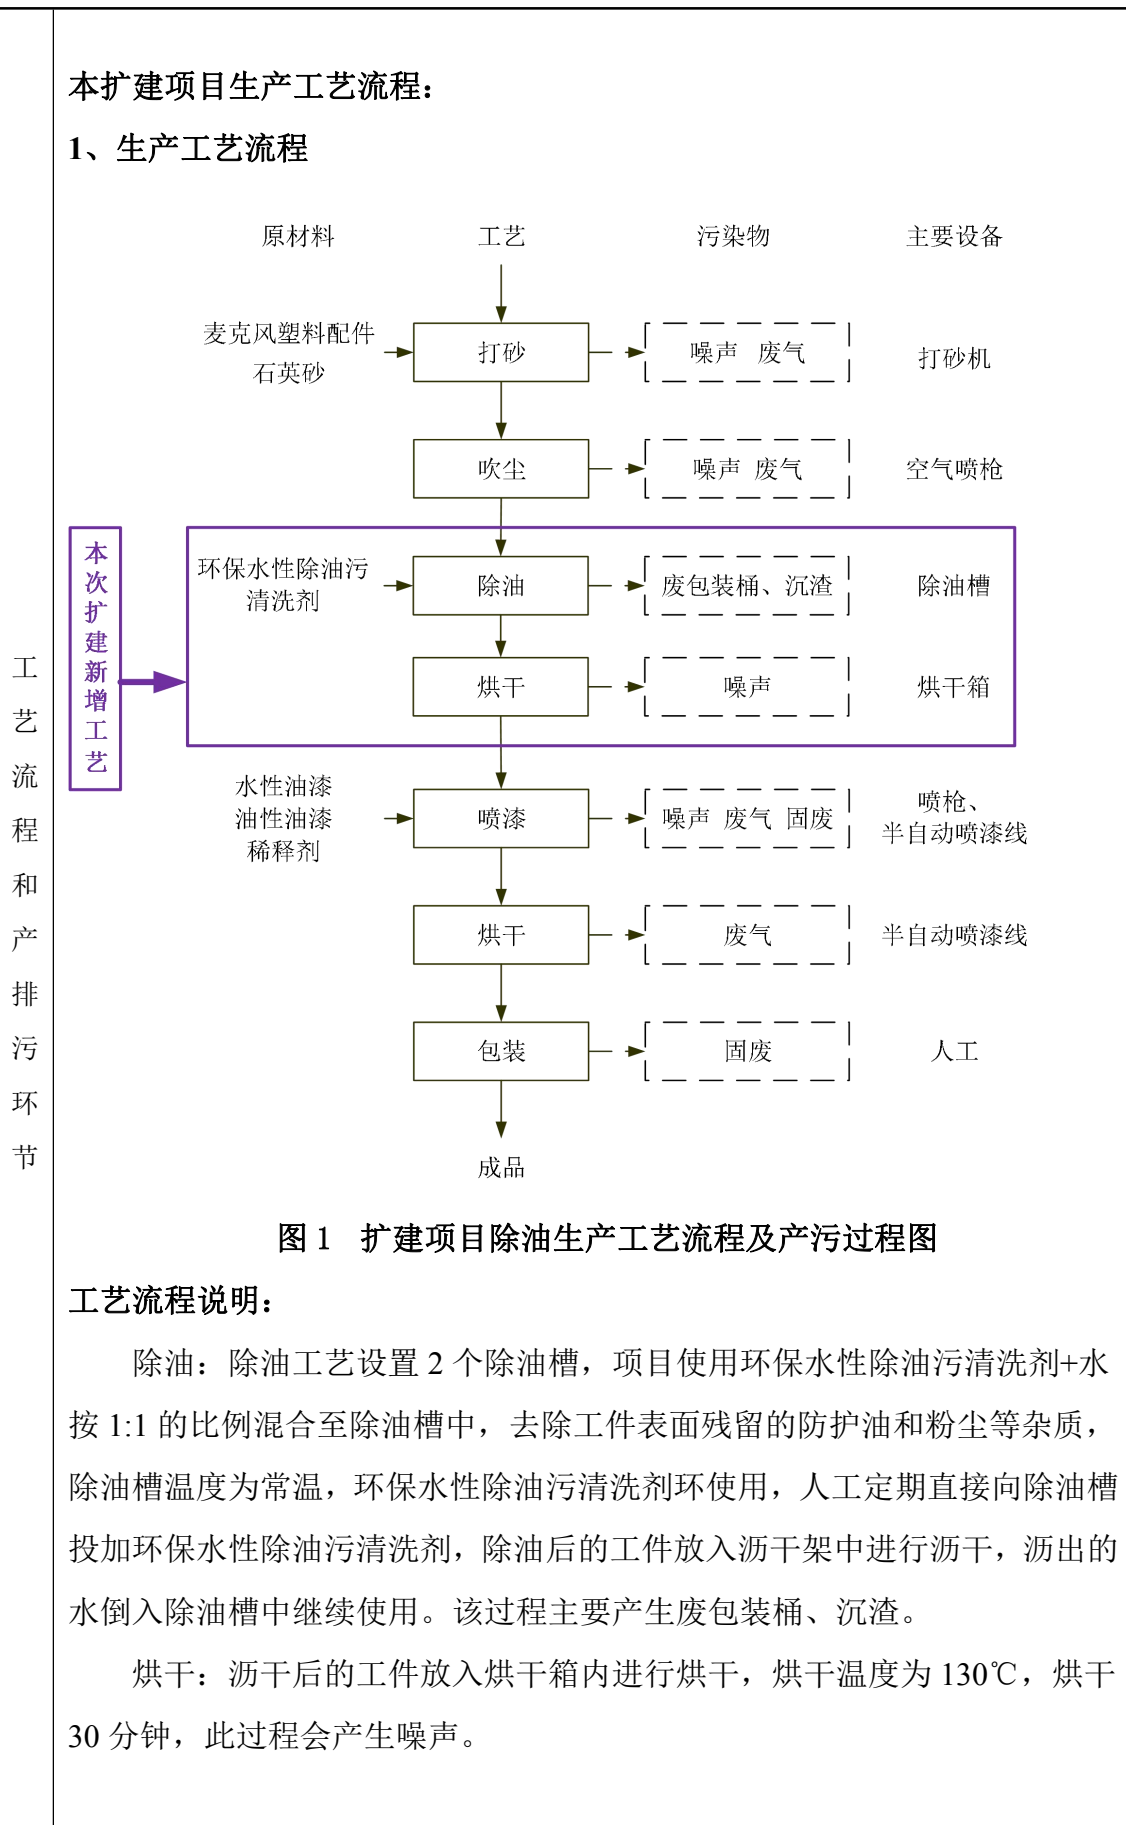 本扩建项目生产工艺流程：
1、生产工艺流程
原材料 工艺 污染物 主要设备
麦克风塑料配件
石英砂
打砂
噪声 废气
打砂机
吹尘
噪声 废气
空气喷枪
本次扩建新增工艺
环保水性除油污
清洗剂
除油
废包装桶、沉渣
除油槽
烘干
噪声
烘干箱
水性油漆
油性油漆
稀释剂
喷漆
噪声 废气 固废
喷枪、
半自动喷漆线
烘干
废气
半自动喷漆线
包装
固废
人工
成品
工艺流程和产排污环节
图 1 扩建项目除油生产工艺流程及产污过程图
工艺流程说明：
除油：除油工艺设置 2 个除油槽，项目使用环保水性除油污清洗剂+水
按 1:1 的比例混合至除油槽中，去除工件表面残留的防护油和粉尘等杂质，
除油槽温度为常温，环保水性除油污清洗剂环使用，人工定期直接向除油槽
投加环保水性除油污清洗剂，除油后的工件放入沥干架中进行沥干，沥出的
水倒入除油槽中继续使用。该过程主要产生废包装桶、沉渣。
烘干：沥干后的工件放入烘干箱内进行烘干，烘干温度为 130℃，烘干
30 分钟，此过程会产生噪声。